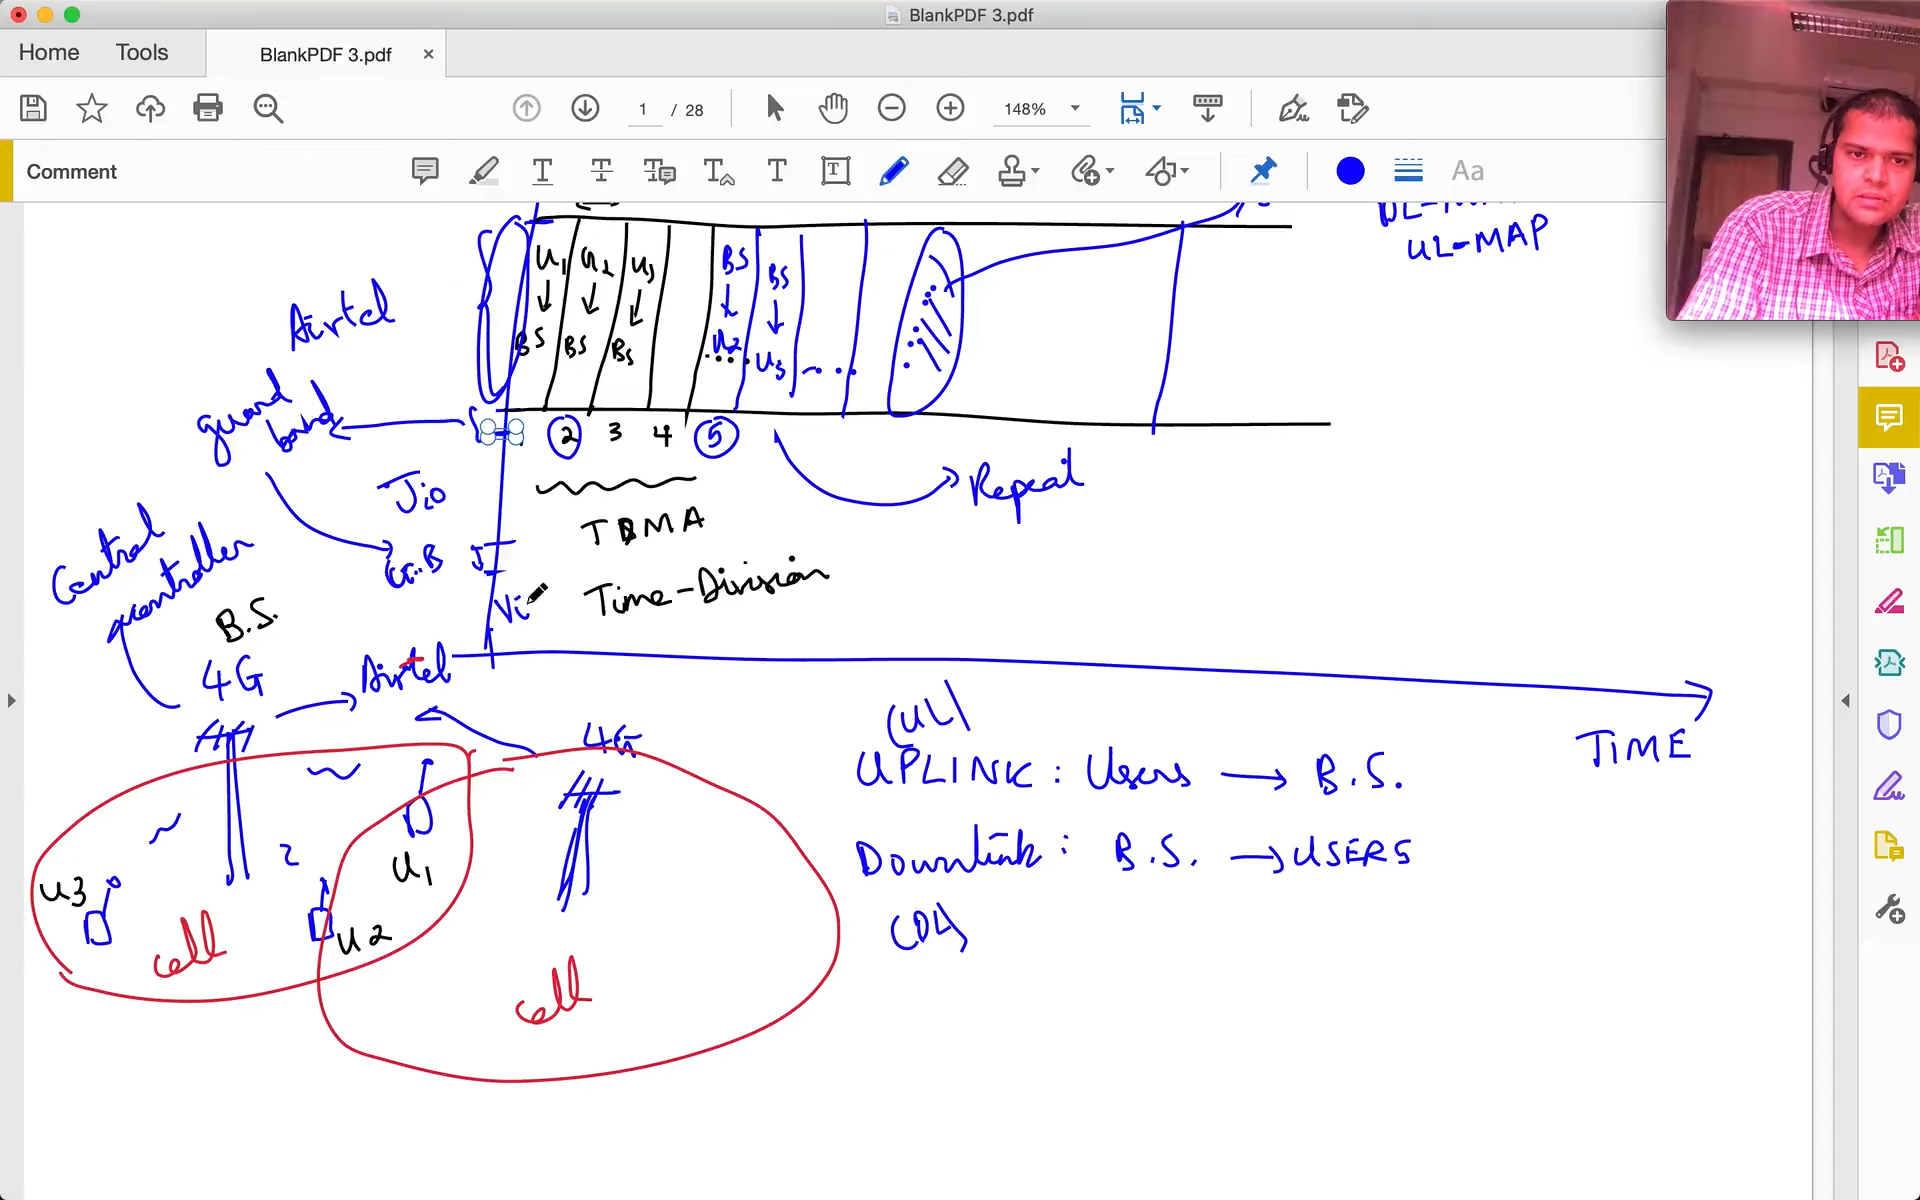 BlankPDF 3.pdf
Home
Tools
BlankPDF 3.pdf
1 / 28
148%
Comment
Aa
UL-MAP
U1 U2 U3 BS BS
BS BS BS U2 U3
Airtel
guard
band
2 3 4 5
Repeat
Jio
TDMA
G.B
Central
controller
Time-Division
Vi
B.S.
4G
Airtel
(UL)
4G
TIME
UPLINK : Users → B.S.
Downlink : B.S. → USERS
(DL)
U1
U3
U2
cell
cell